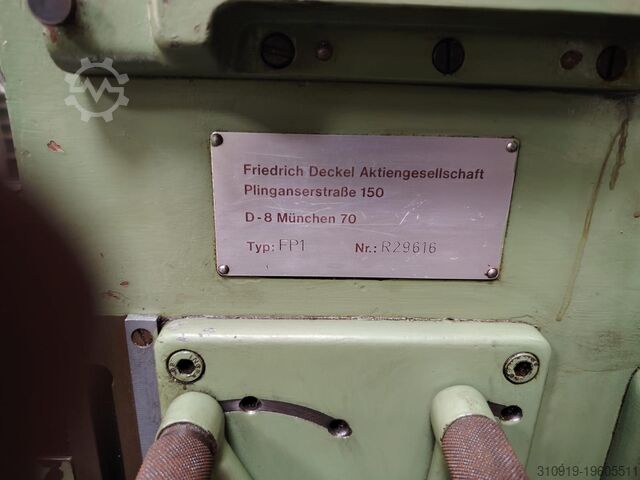 Friedrich Deckel Aktiengesellschaft
Plinganserstraße 150
D-8 München 70
Typ: FP1 Nr.: R29616
310919-19605511